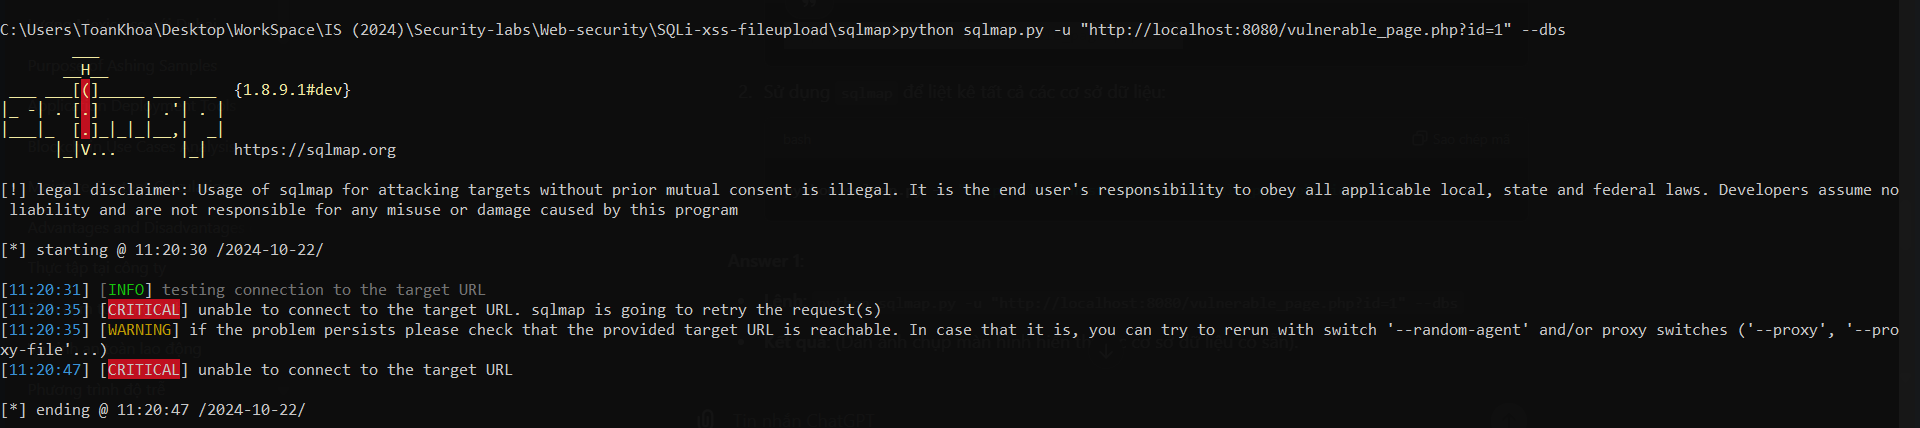 C:\Users\ToanKhoa\Desktop\WorkSpace\IS (2024)\Security-labs\Web-security\SQLi-xss-fileupload\sqlmap>python sqlmap.py -u "http://localhost:8080/vulnerable_page.php?id=1" --dbs
        ___
       __H__
 ___ ___[(]_____ ___ ___  {1.8.9.1#dev}
|_ -| . [.]     | .'| . |
|___|_  [.]_|_|_|__,|  _|
      |_|V...       |_|   https://sqlmap.org
[!] legal disclaimer: Usage of sqlmap for attacking targets without prior mutual consent is illegal. It is the end user's responsibility to obey all applicable local, state and federal laws. Developers assume no
 liability and are not responsible for any misuse or damage caused by this program
[*] starting @ 11:20:30 /2024-10-22/
[11:20:31] [INFO] testing connection to the target URL
[11:20:35] [CRITICAL] unable to connect to the target URL. sqlmap is going to retry the request(s)
[11:20:35] [WARNING] if the problem persists please check that the provided target URL is reachable. In case that it is, you can try to rerun with switch '--random-agent' and/or proxy switches ('--proxy', '--pro
xy-file'...)
[11:20:47] [CRITICAL] unable to connect to the target URL
[*] ending @ 11:20:47 /2024-10-22/